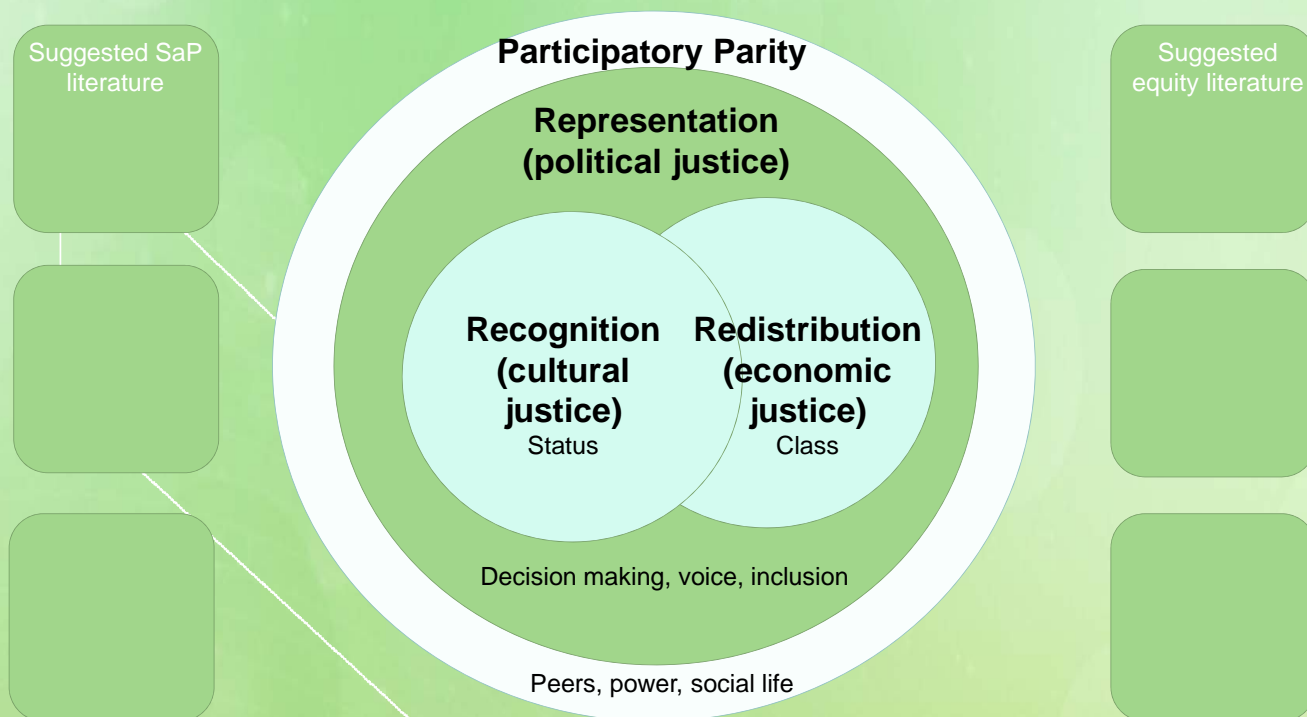 Suggested SaP
literature
Participatory Parity
Suggested
equity literature
Representation
(political justice)
Recognition
(cultural
justice)
Status
Redistribution
(economic
justice)
Class
Decision making, voice, inclusion
Peers, power, social life